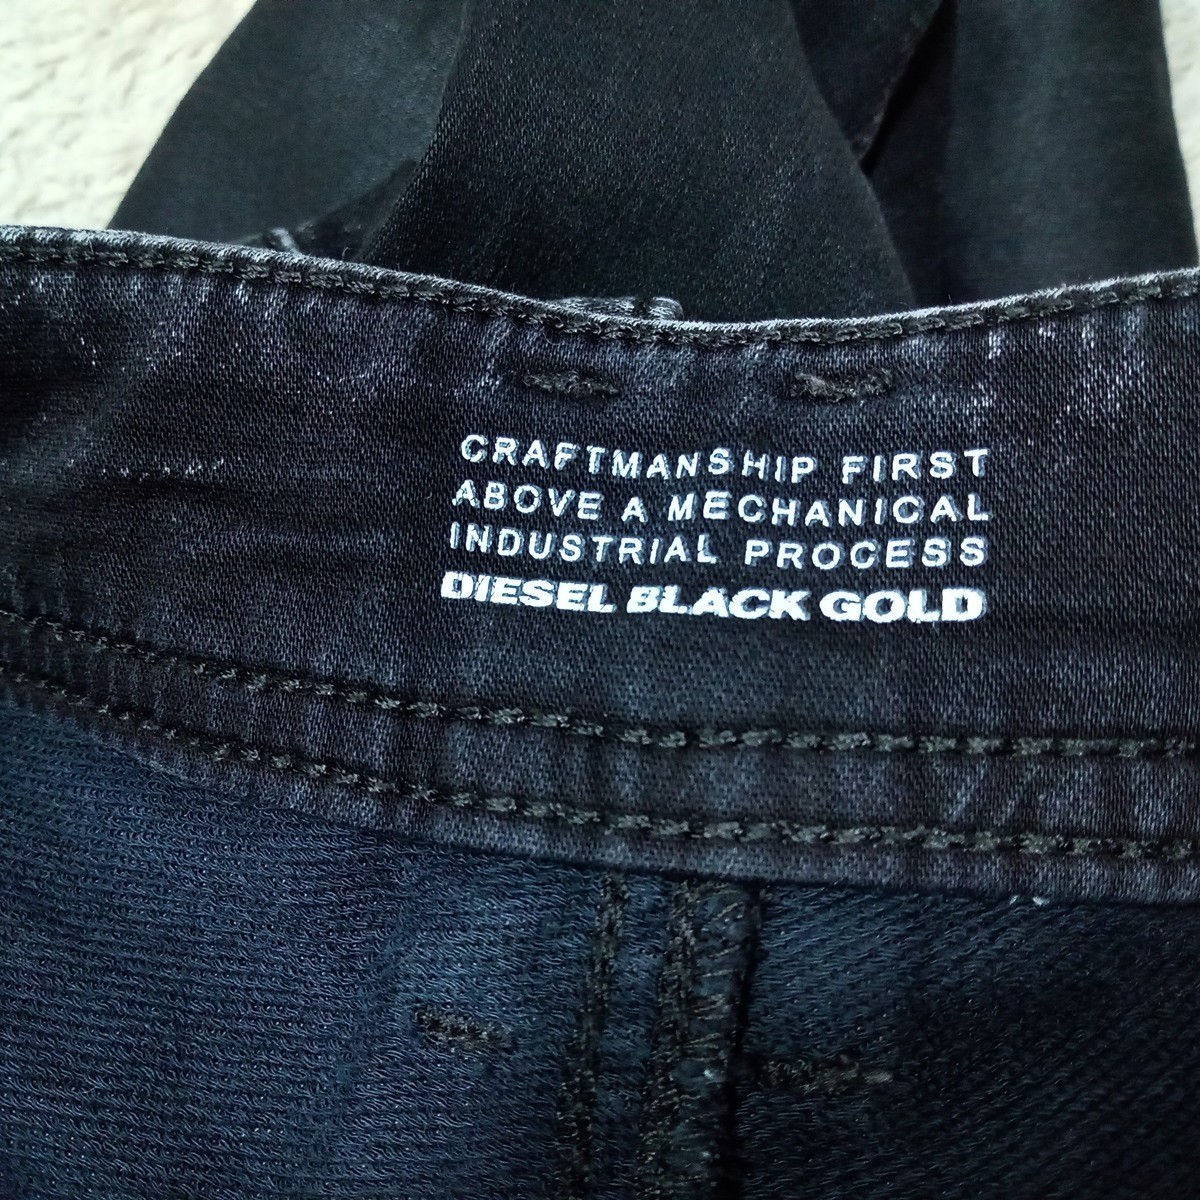 CRAFTMANSHIP FIRST
ABOVE A MECHANICAL
INDUSTRIAL PROCESS
DIESEL BLACK GOLD